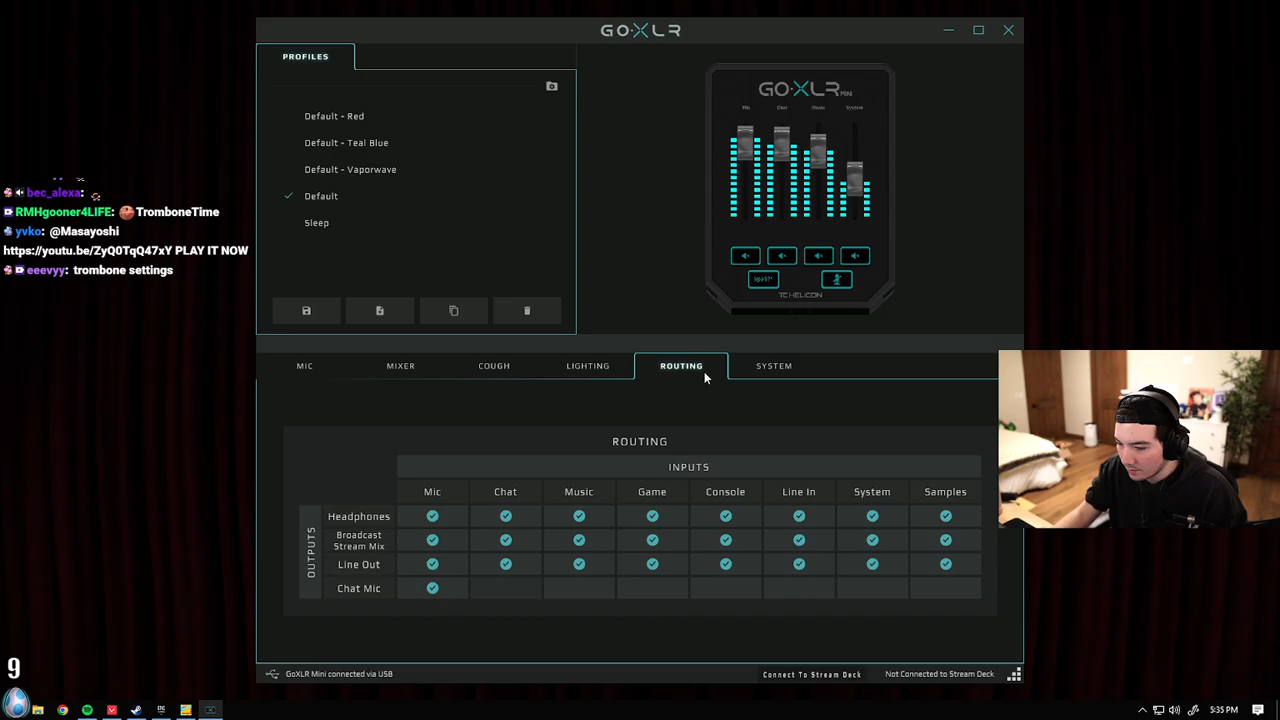 GO-XLR
PROFILES
Default - Red
Default - Teal Blue
Default - Vaporwave
Default
Sleep
GO-XLR MINI
Mic Chat Music System
TC HELICON
bec_alexa:
RMHgooner4LIFE: TromboneTime
yvko: @Masayoshi
https://youtu.be/ZyQ0TqQ47xY PLAY IT NOW
eeevyy: trombone settings
MIC MIXER COUGH LIGHTING ROUTING SYSTEM
ROUTING
INPUTS
Mic Chat Music Game Console Line In System Samples
OUTPUTS
Headphones
Broadcast
Stream Mix
Line Out
Chat Mic
GoXLR Mini connected via USB
Connect To Stream Deck
Not Connected to Stream Deck
9
5:35 PM